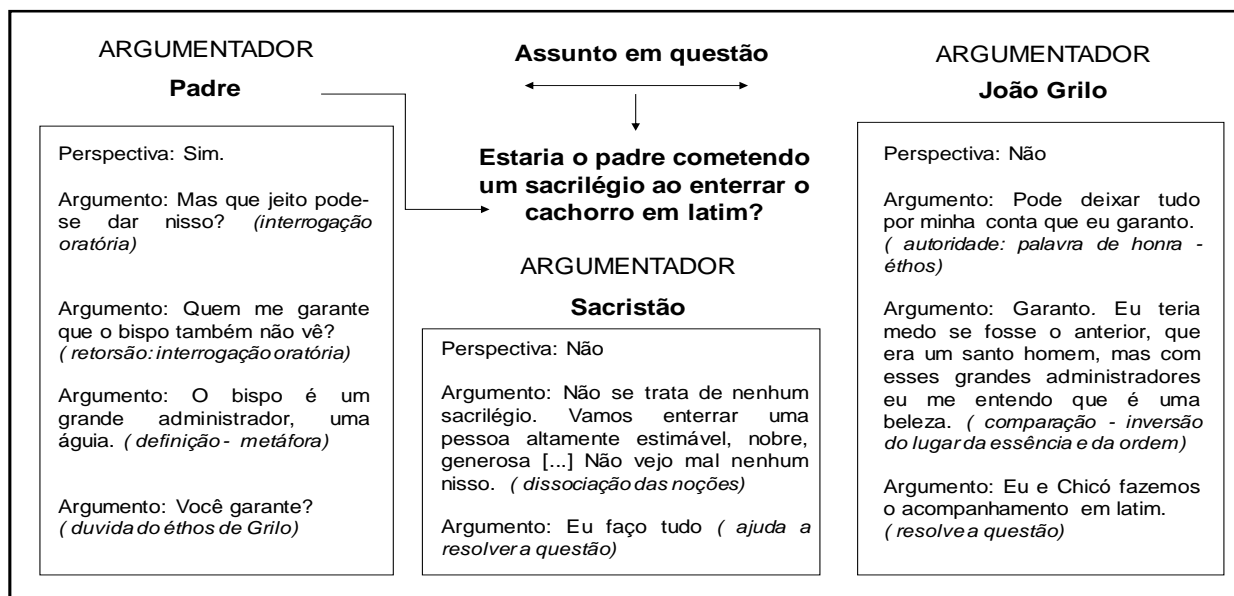 ARGUMENTADOR
Padre
Perspectiva: Sim.
Argumento: Mas que jeito pode-
se dar nisso? (interrogação
oratória)
Argumento: Quem me garante
que o bispo também não vê?
( retorsão: interrogação oratória)
Argumento: O bispo é um
grande administrador, uma
águia. ( definição - metáfora)
Argumento: Você garante?
( duvida do éthos de Grilo)
Assunto em questão
Estaria o padre cometendo
um sacrilégio ao enterrar o
cachorro em latim?
ARGUMENTADOR
Sacristão
Perspectiva: Não
Argumento: Não se trata de nenhum
sacrilégio. Vamos enterrar uma
pessoa altamente estimável, nobre,
generosa [...] Não vejo mal nenhum
nisso. ( dissociação das noções)
Argumento: Eu faço tudo ( ajuda a
resolver a questão)
ARGUMENTADOR
João Grilo
Perspectiva: Não
Argumento: Pode deixar tudo
por minha conta que eu garanto.
( autoridade: palavra de honra -
éthos)
Argumento: Garanto. Eu teria
medo se fosse o anterior, que
era um santo homem, mas com
esses grandes administradores
eu me entendo que é uma
beleza. ( comparação - inversão
do lugar da essência e da ordem)
Argumento: Eu e Chicó fazemos
o acompanhamento em latim.
( resolve a questão)